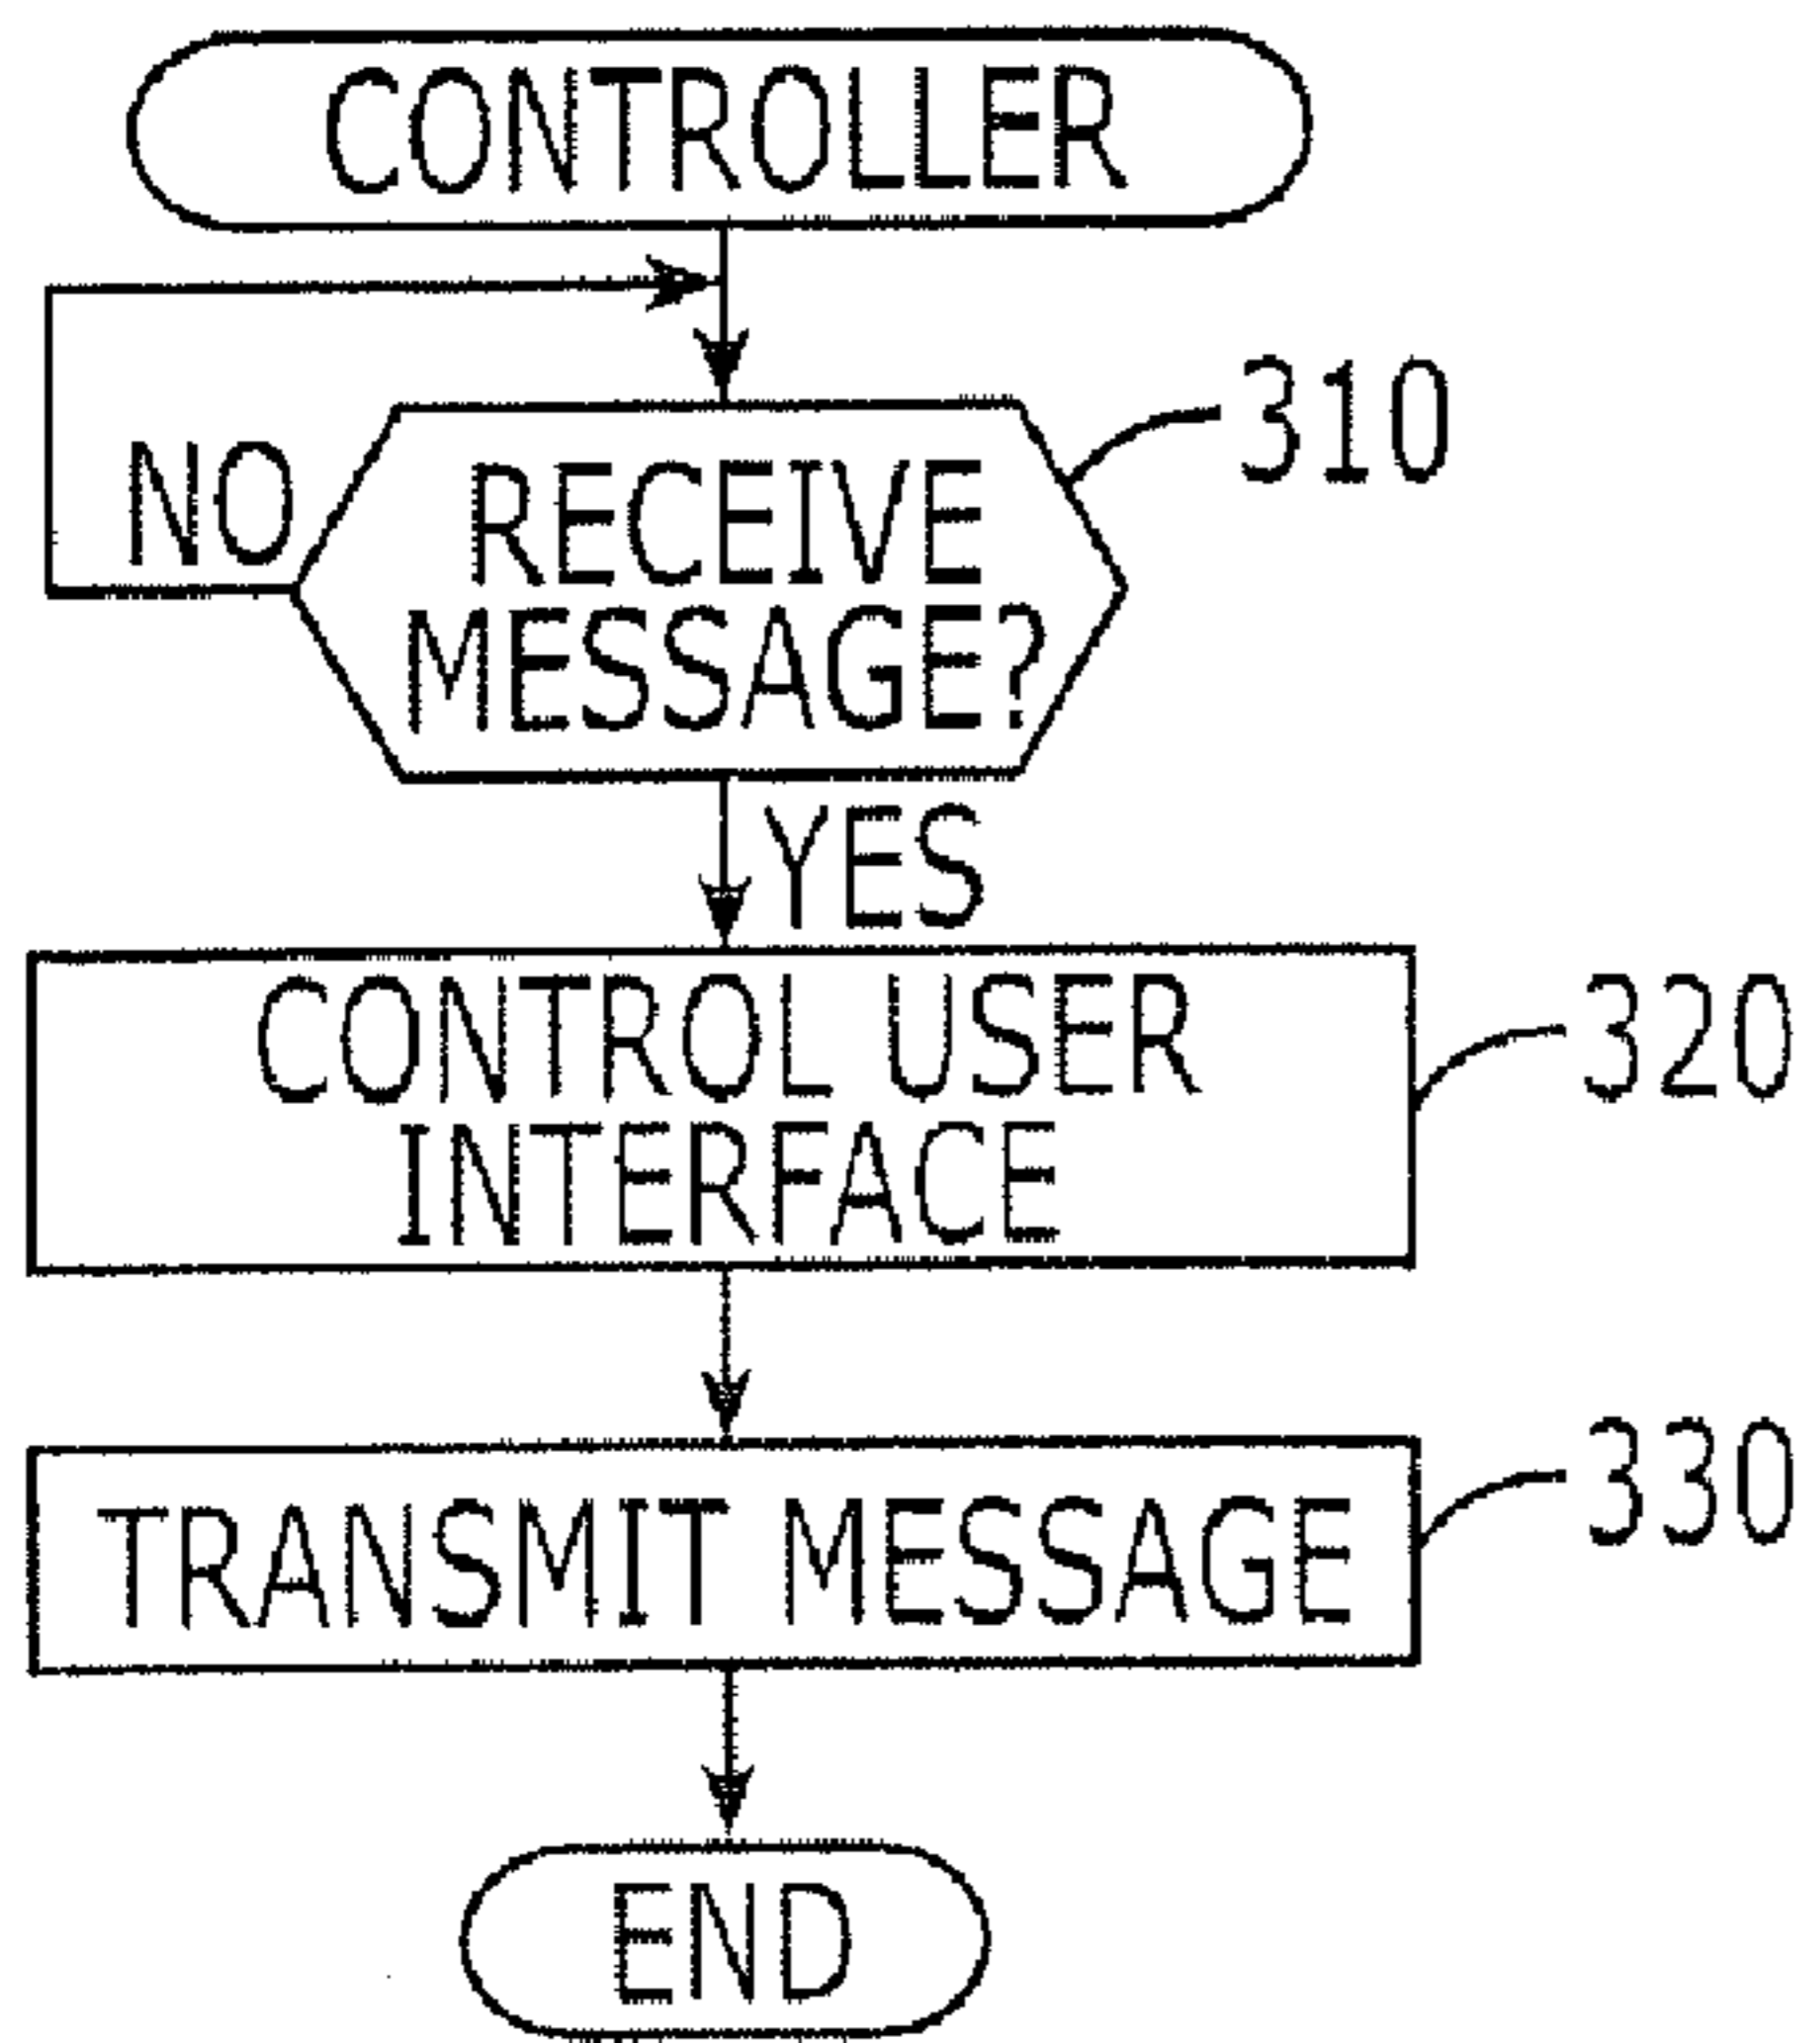 CONTROLLER
310
NO
RECEIVE
MESSAGE?
YES
CONTROL USER
INTERFACE
320
TRANSMIT MESSAGE
330
END